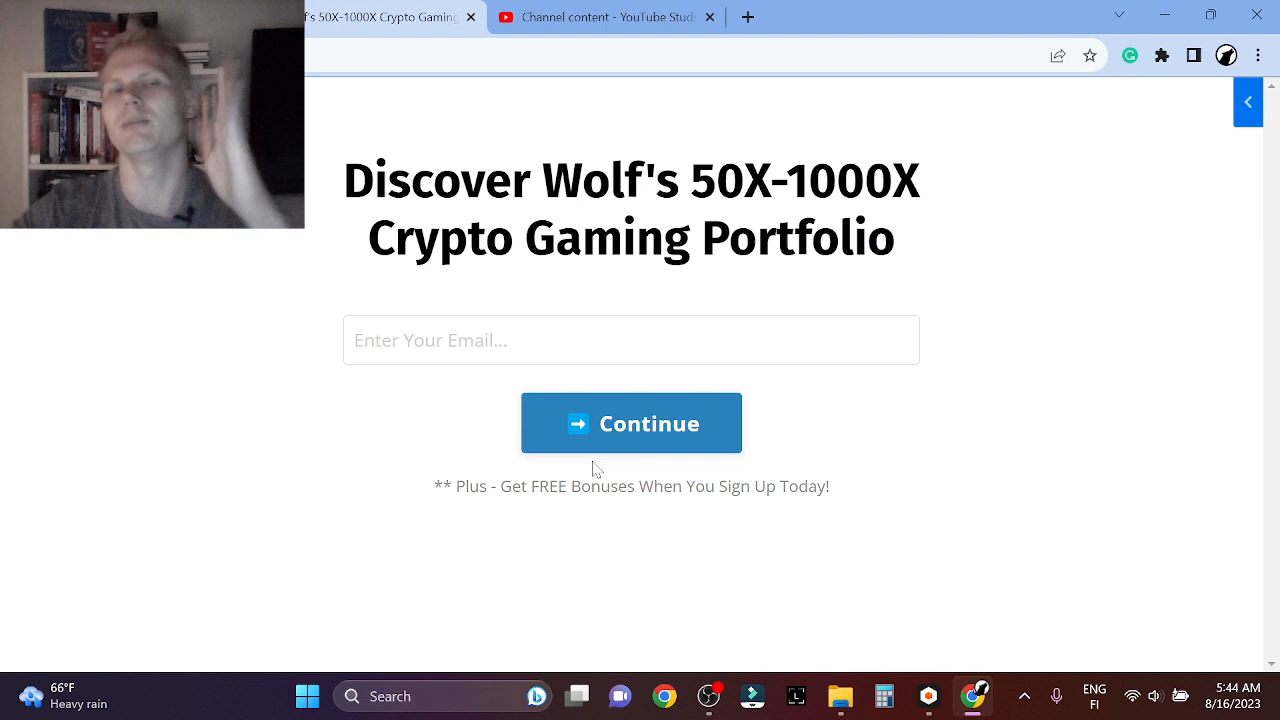 's 50X-1000X Crypto Gaming
Channel content - YouTube Studi
Discover Wolf's 50X-1000X
Crypto Gaming Portfolio
Enter Your Email...
Continue
** Plus - Get FREE Bonuses When You Sign Up Today!
66°F
Heavy rain
Search
ENG
FI
5:44 AM
8/16/2023